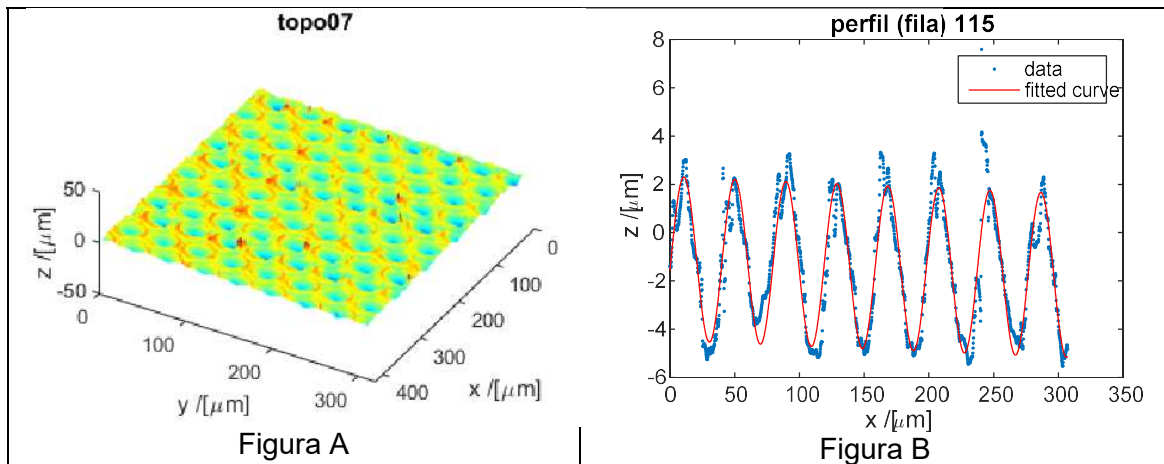 topo07
50
0
-50
z /[μm]
0
100
200
300
y /[μm]
0
100
200
300
400
x /[μm]
Figura A
perfil (fila) 115
8
6
4
2
0
-2
-4
-6
z /[μm]
data
fitted curve
0 50 100 150 200 250 300 350
x /[μm]
Figura B